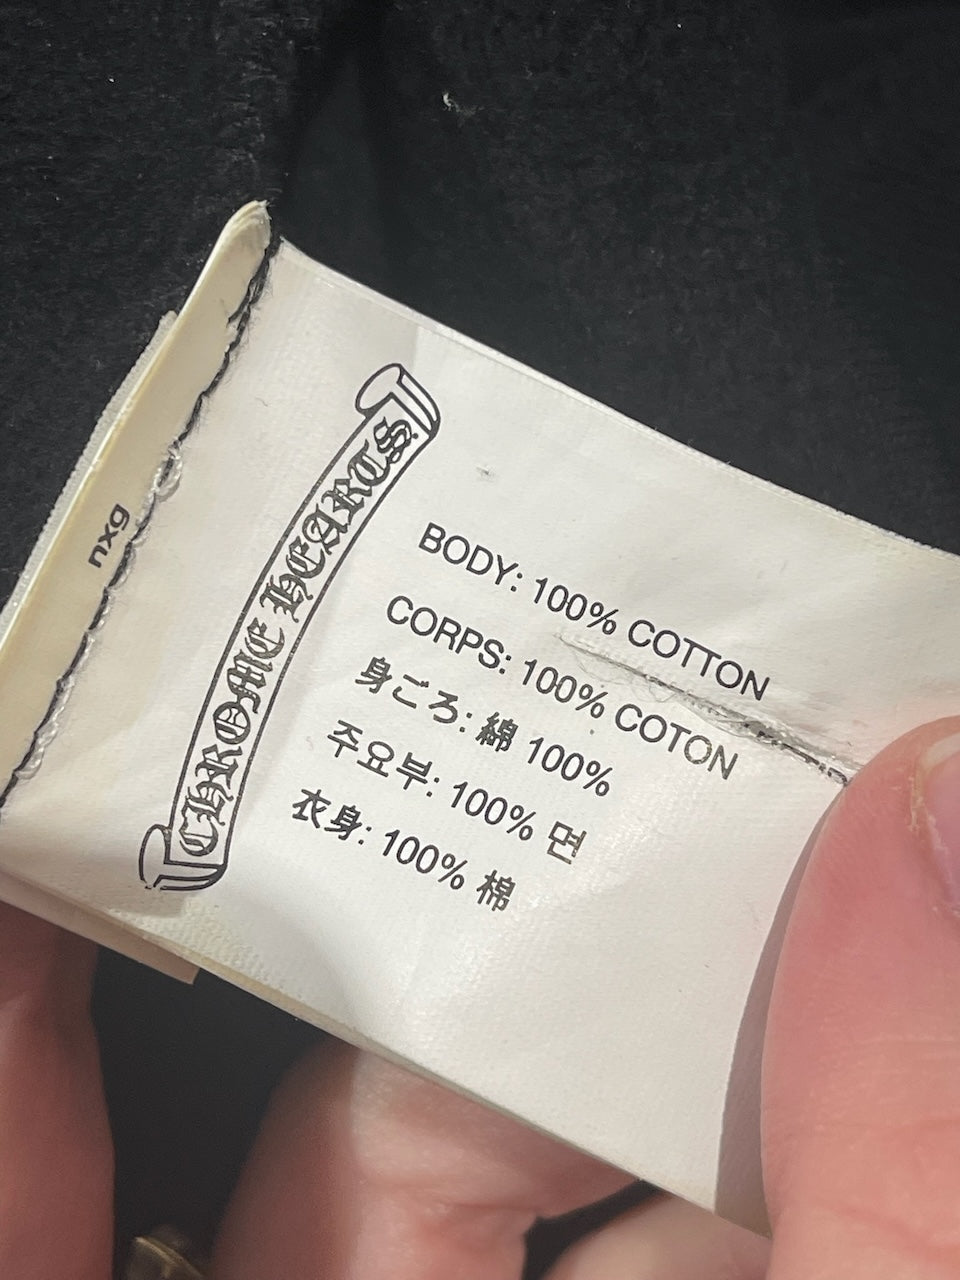 nxg
CHROME HEARTS
BODY: 100% COTTON
CORPS: 100% COTON
身ごろ: 綿 100%
주요부: 100% 면
衣身: 100% 棉